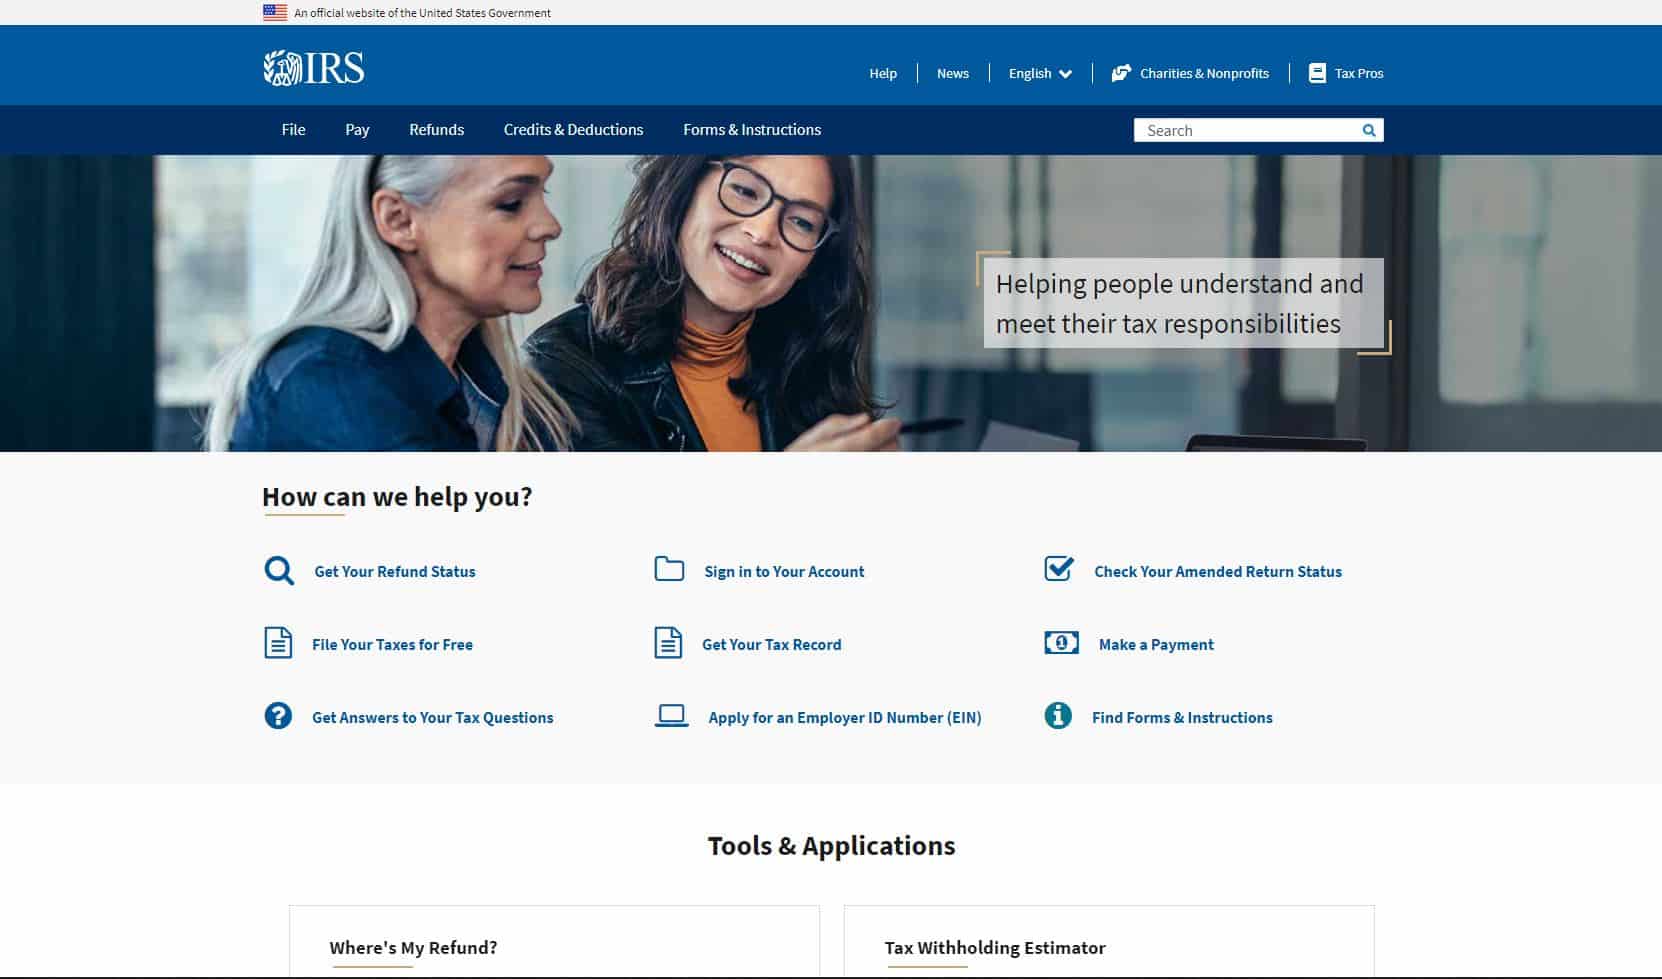 An official website of the United States Government
IRS
Help
News
English
Charities & Nonprofits
Tax Pros
File
Pay
Refunds
Credits & Deductions
Forms & Instructions
Search
Helping people understand and
meet their tax responsibilities
How can we help you?
Get Your Refund Status
Sign in to Your Account
Check Your Amended Return Status
File Your Taxes for Free
Get Your Tax Record
Make a Payment
Get Answers to Your Tax Questions
Apply for an Employer ID Number (EIN)
Find Forms & Instructions
Tools & Applications
Where's My Refund?
Tax Withholding Estimator